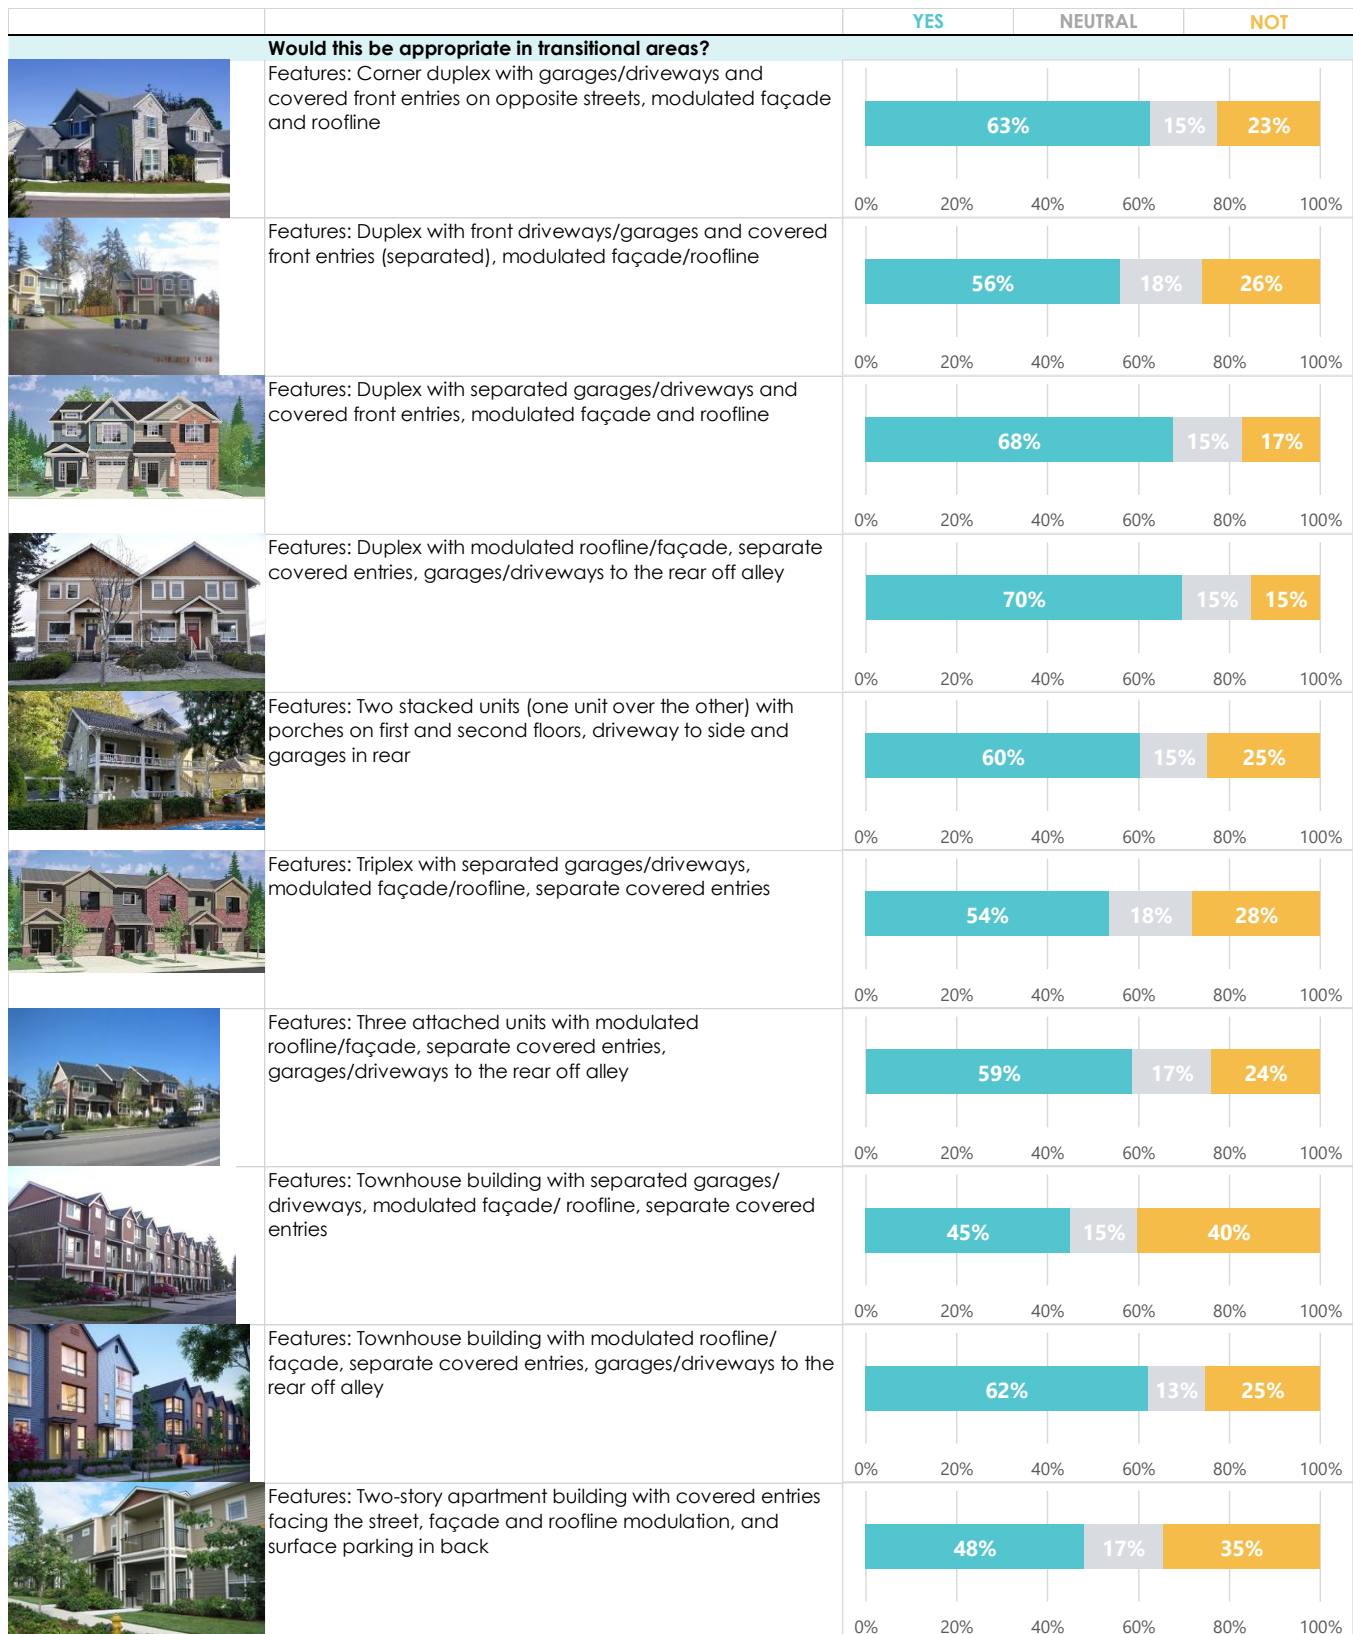 YES NEUTRAL NOT
Would this be appropriate in transitional areas?
Features: Corner duplex with garages/driveways and
covered front entries on opposite streets, modulated façade
and roofline
63% 15% 23%
0% 20% 40% 60% 80% 100%
Features: Duplex with front driveways/garages and covered
front entries (separated), modulated façade/roofline
56% 18% 26%
0% 20% 40% 60% 80% 100%
Features: Duplex with separated garages/driveways and
covered front entries, modulated façade and roofline
68% 15% 17%
0% 20% 40% 60% 80% 100%
Features: Duplex with modulated roofline/façade, separate
covered entries, garages/driveways to the rear off alley
70% 15% 15%
0% 20% 40% 60% 80% 100%
Features: Two stacked units (one unit over the other) with
porches on first and second floors, driveway to side and
garages in rear
60% 15% 25%
0% 20% 40% 60% 80% 100%
Features: Triplex with separated garages/driveways,
modulated façade/roofline, separate covered entries
54% 18% 28%
0% 20% 40% 60% 80% 100%
Features: Three attached units with modulated
roofline/façade, separate covered entries,
garages/driveways to the rear off alley
59% 17% 24%
0% 20% 40% 60% 80% 100%
Features: Townhouse building with separated garages/
driveways, modulated façade/ roofline, separate covered
entries
45% 15% 40%
0% 20% 40% 60% 80% 100%
Features: Townhouse building with modulated roofline/
façade, separate covered entries, garages/driveways to the
rear off alley
62% 13% 25%
0% 20% 40% 60% 80% 100%
Features: Two-story apartment building with covered entries
facing the street, façade and roofline modulation, and
surface parking in back
48% 17% 35%
0% 20% 40% 60% 80% 100%